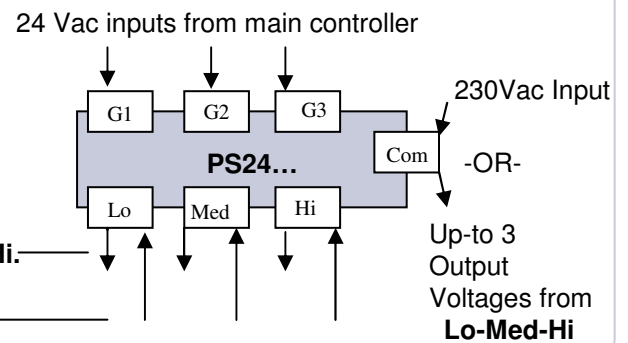 24 Vac inputs from main controller
G1 G2 G3
230Vac Input
PS24...
Com
-OR-
Lo Med Hi
Up-to 3
Output
Voltages from
Lo-Med-Hi